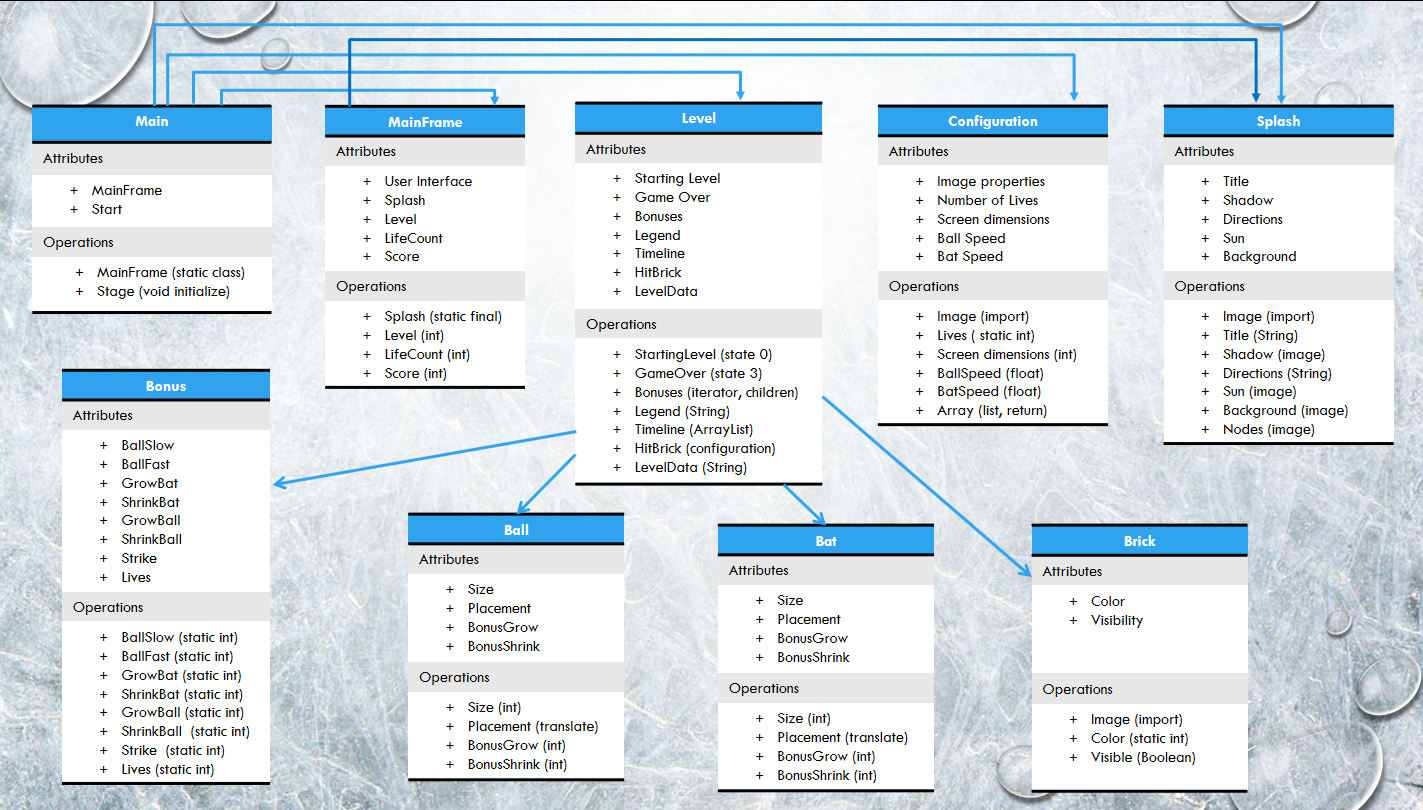 Main
Attributes
+ MainFrame
+ Start
Operations
+ MainFrame (static class)
+ Stage (void initialize)
MainFrame
Attributes
+ User Interface
+ Splash
+ Level
+ LifeCount
+ Score
Operations
+ Splash (static final)
+ Level (int)
+ LifeCount (int)
+ Score (int)
Level
Attributes
+ Starting Level
+ Game Over
+ Bonuses
+ Legend
+ Timeline
+ HitBrick
+ LevelData
Operations
+ StartingLevel (state 0)
+ GameOver (state 3)
+ Bonuses (iterator, children)
+ Legend (String)
+ Timeline (ArrayList)
+ HitBrick (configuration)
+ LevelData (String)
Configuration
Attributes
+ Image properties
+ Number of Lives
+ Screen dimensions
+ Ball Speed
+ Bat Speed
Operations
+ Image (import)
+ Lives ( static int)
+ Screen dimensions (int)
+ BallSpeed (float)
+ BatSpeed (float)
+ Array (list, return)
Splash
Attributes
+ Title
+ Shadow
+ Directions
+ Sun
+ Background
Operations
+ Image (import)
+ Title (String)
+ Shadow (image)
+ Directions (String)
+ Sun (image)
+ Background (image)
+ Nodes (image)
Bonus
Attributes
+ BallSlow
+ BallFast
+ GrowBat
+ ShrinkBat
+ GrowBall
+ ShrinkBall
+ Strike
+ Lives
Operations
+ BallSlow (static int)
+ BallFast (static int)
+ GrowBat (static int)
+ ShrinkBat (static int)
+ GrowBall (static int)
+ ShrinkBall (static int)
+ Strike (static int)
+ Lives (static int)
Ball
Attributes
+ Size
+ Placement
+ BonusGrow
+ BonusShrink
Operations
+ Size (int)
+ Placement (translate)
+ BonusGrow (int)
+ BonusShrink (int)
Bat
Attributes
+ Size
+ Placement
+ BonusGrow
+ BonusShrink
Operations
+ Size (int)
+ Placement (translate)
+ BonusGrow (int)
+ BonusShrink (int)
Brick
Attributes
+ Color
+ Visibility
Operations
+ Image (import)
+ Color (static int)
+ Visible (Boolean)